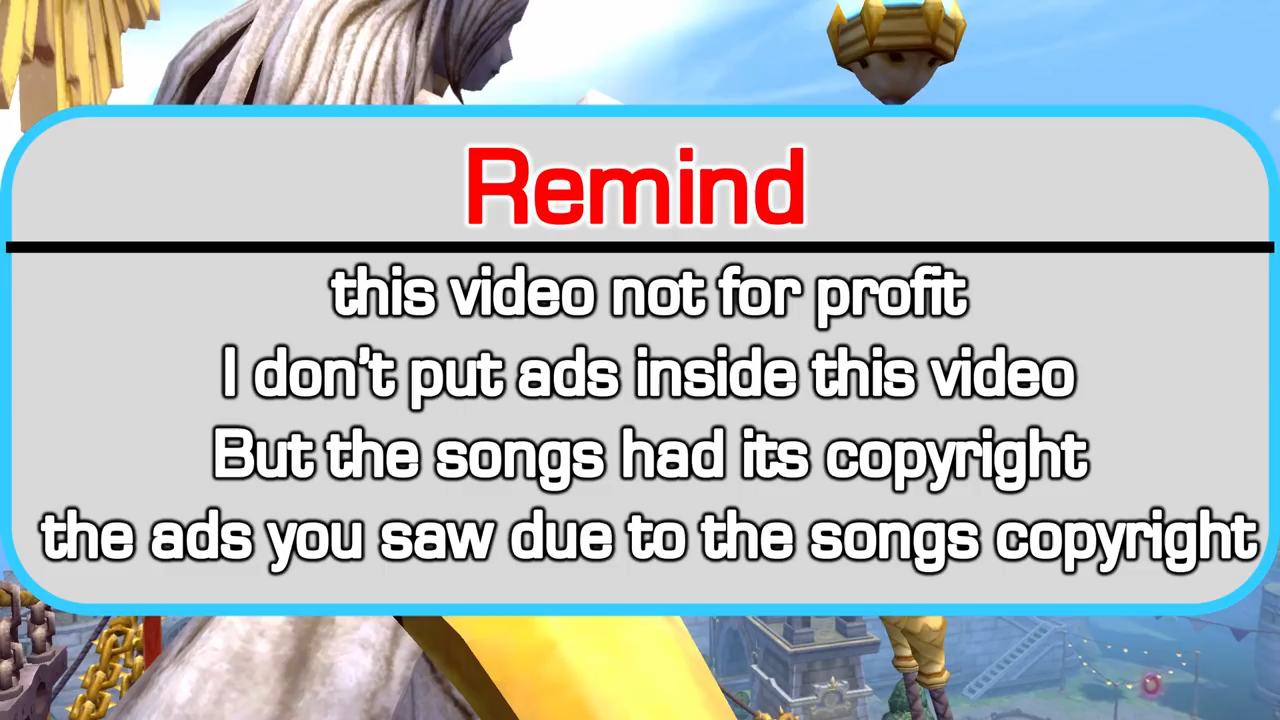 Remind
this video not for profit
I don't put ads inside this video
But the songs had its copyright
the ads you saw due to the songs copyright